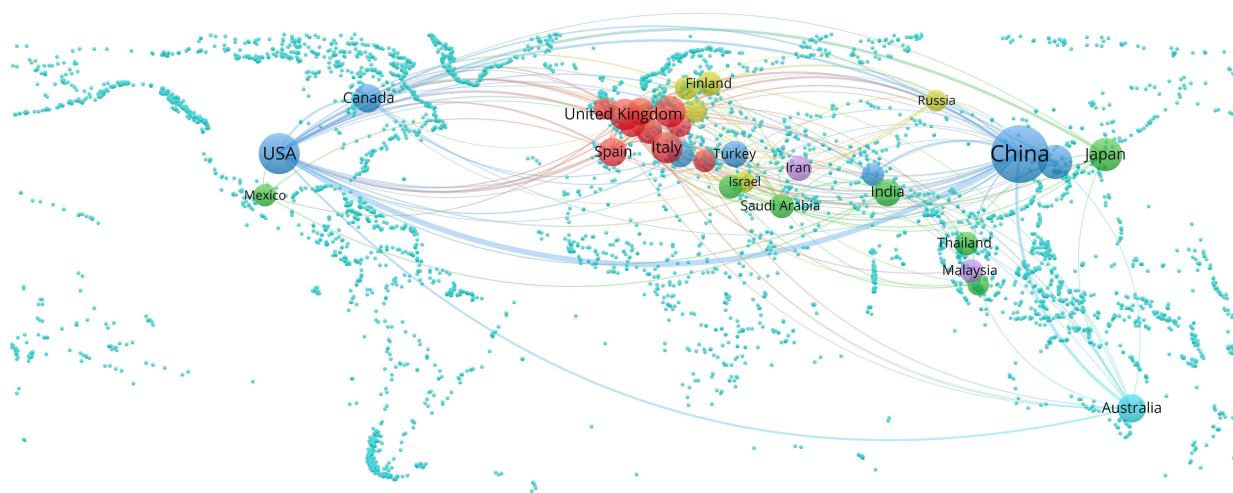 Finland
Canada
Russia
United Kingdom
USA
Spain
Italy
Turkey
China
Japan
Iran
Israel
India
Mexico
Saudi Arabia
Thailand
Malaysia
Australia